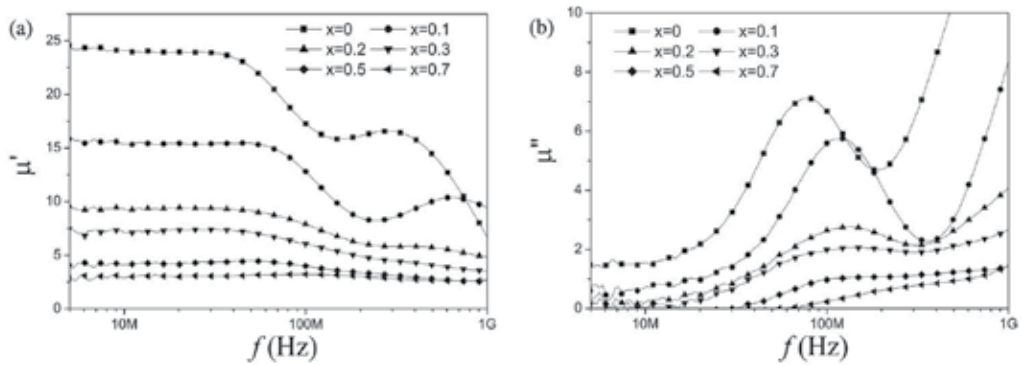 (a)
x=0 x=0.1
x=0.2 x=0.3
x=0.5 x=0.7
25
20
15
10
5
0
μ'
10M 100M 1G
f (Hz)
(b)
x=0 x=0.1
x=0.2 x=0.3
x=0.5 x=0.7
10
8
6
4
2
0
μ"
10M 100M 1G
f (Hz)